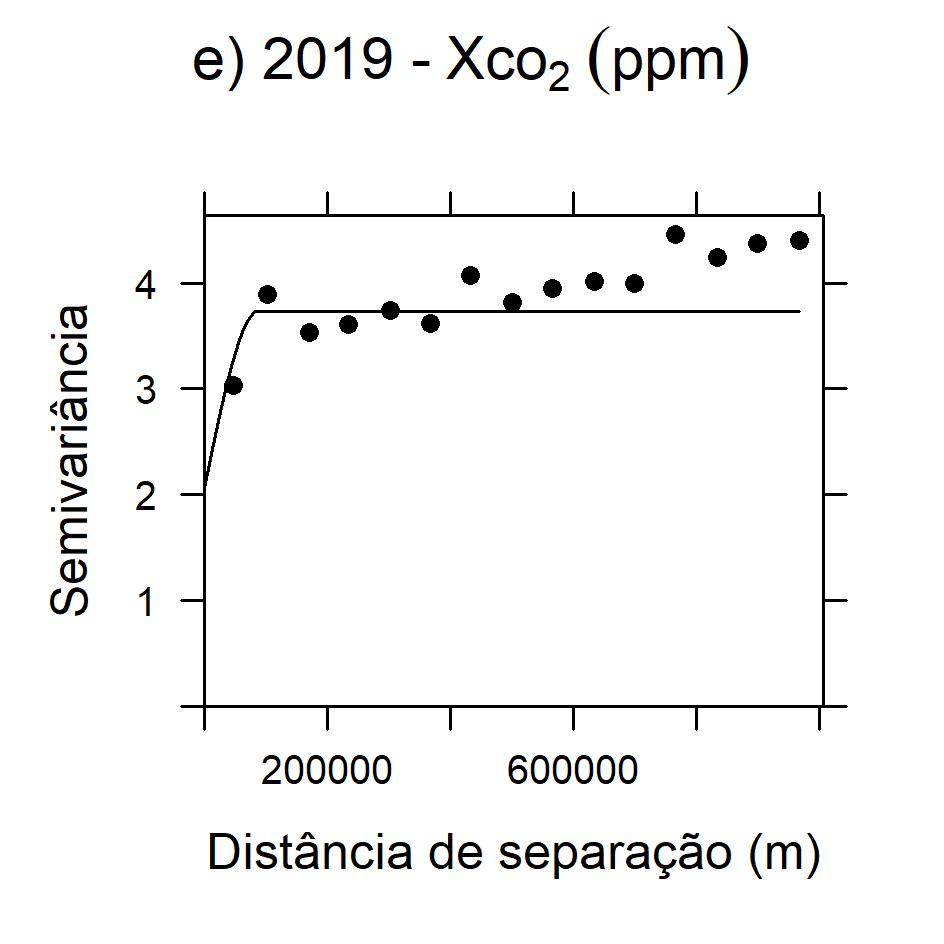 e) 2019 - Xco₂ (ppm)
Semivariância
4
3
2
1
200000 600000
Distância de separação (m)